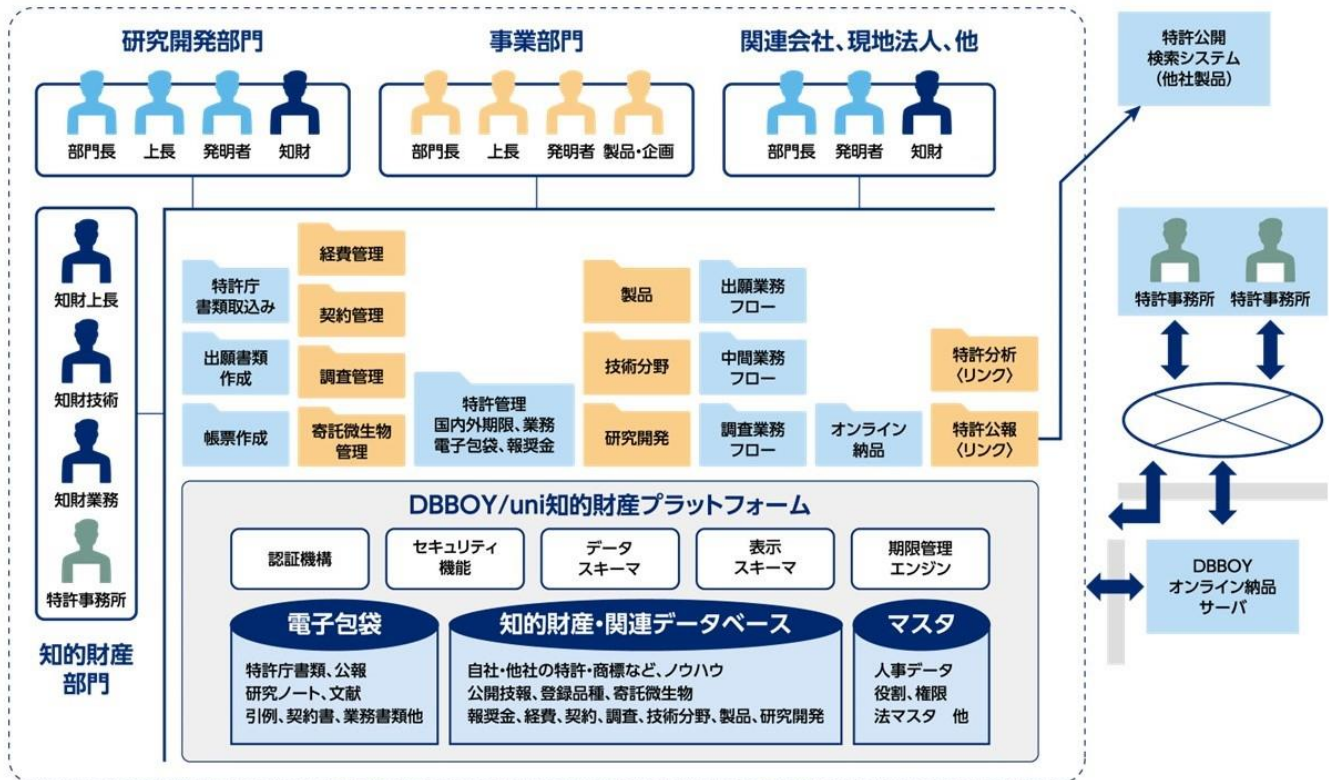 研究開発部門
部門長
上長
発明者
知財
事業部門
部門長
上長
発明者
製品・企画
関連会社、現地法人、他
部門長
発明者
知財
特許公開
検索システム
（他社製品）
知財上長
知財技術
知財業務
特許事務所
知的財産
部門
特許庁
書類取込み
出願書類
作成
帳票作成
経費管理
契約管理
調査管理
寄託微生物
管理
特許管理
国内外期限、業務
電子包袋、報奨金
製品
技術分野
研究開発
出願業務
フロー
中間業務
フロー
調査業務
フロー
オンライン
納品
特許分析
〈リンク〉
特許公報
〈リンク〉
特許事務所
特許事務所
DBBOY
オンライン納品
サーバ
DBBOY/uni知的財産プラットフォーム
認証機構
セキュリティ
機能
データ
スキーマ
表示
スキーマ
期限管理
エンジン
電子包袋
特許庁書類、公報
研究ノート、文献
引例、契約書、業務書類他
知的財産・関連データベース
自社・他社の特許・商標など、ノウハウ
公開技報、登録品種、寄託微生物
報奨金、経費、契約、調査、技術分野、製品、研究開発
マスタ
人事データ
役割、権限
法マスタ　他